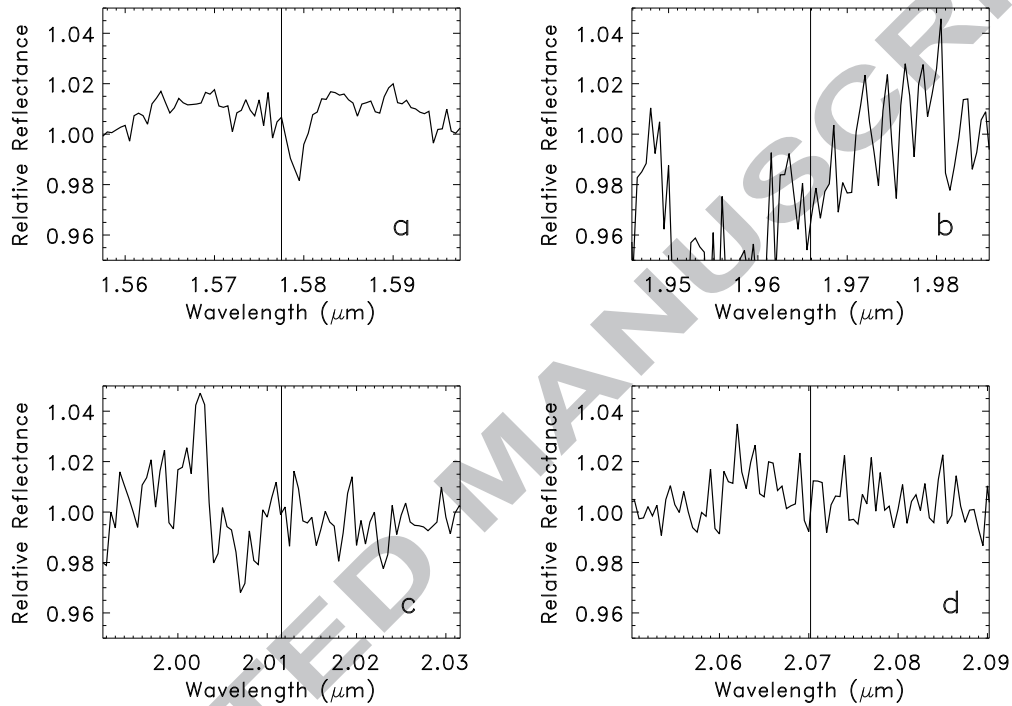 Relative Reflectance
1.04
1.02
1.00
0.98
0.96
a
1.56
1.57
1.58
1.59
Wavelength (μm)
Relative Reflectance
1.04
1.02
1.00
0.98
0.96
b
1.95
1.96
1.97
1.98
Wavelength (μm)
Relative Reflectance
1.04
1.02
1.00
0.98
0.96
c
2.00
2.01
2.02
2.03
Wavelength (μm)
Relative Reflectance
1.04
1.02
1.00
0.98
0.96
d
2.06
2.07
2.08
2.09
Wavelength (μm)
TED MANUSCR